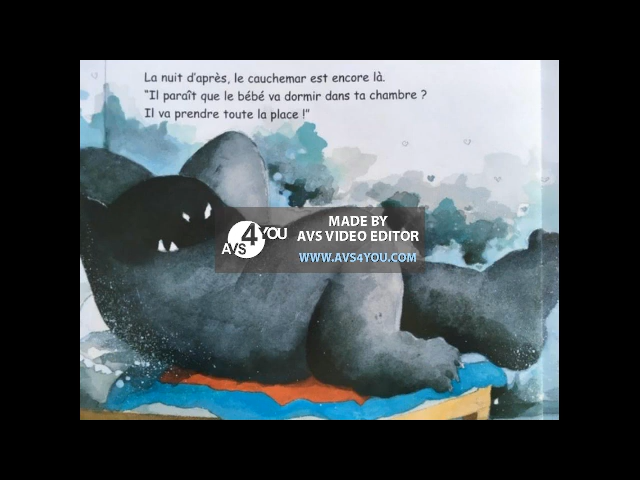 La nuit d'après, le cauchemar est encore là.
"Il paraît que le bébé va dormir dans ta chambre ?
Il va prendre toute la place !"
MADE BY
AVS VIDEO EDITOR
WWW.AVS4YOU.COM
AVS4YOU